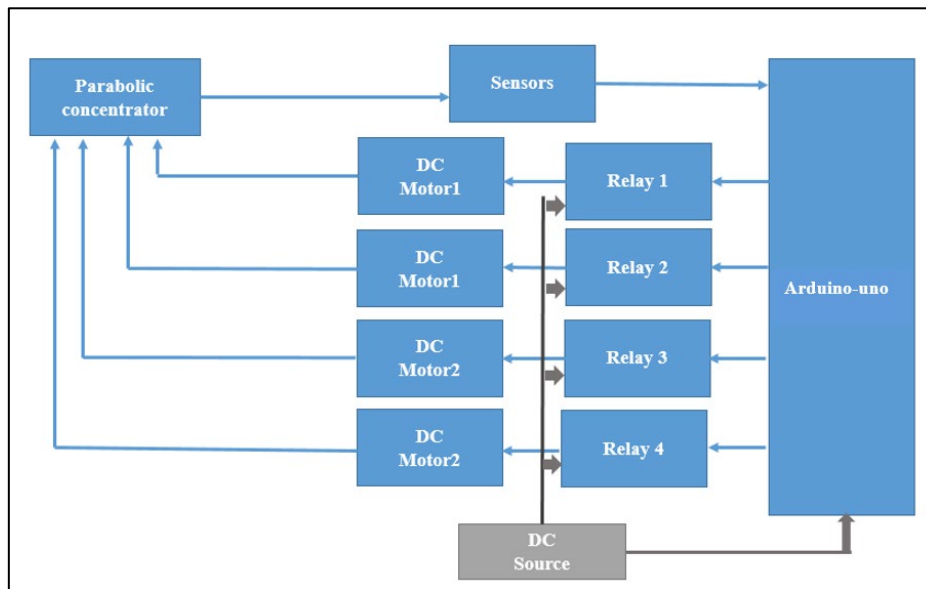 Parabolic
concentrator
Sensors
DC
Motor1
Relay 1
DC
Motor1
Relay 2
Arduino-uno
DC
Motor2
Relay 3
DC
Motor2
Relay 4
DC
Source